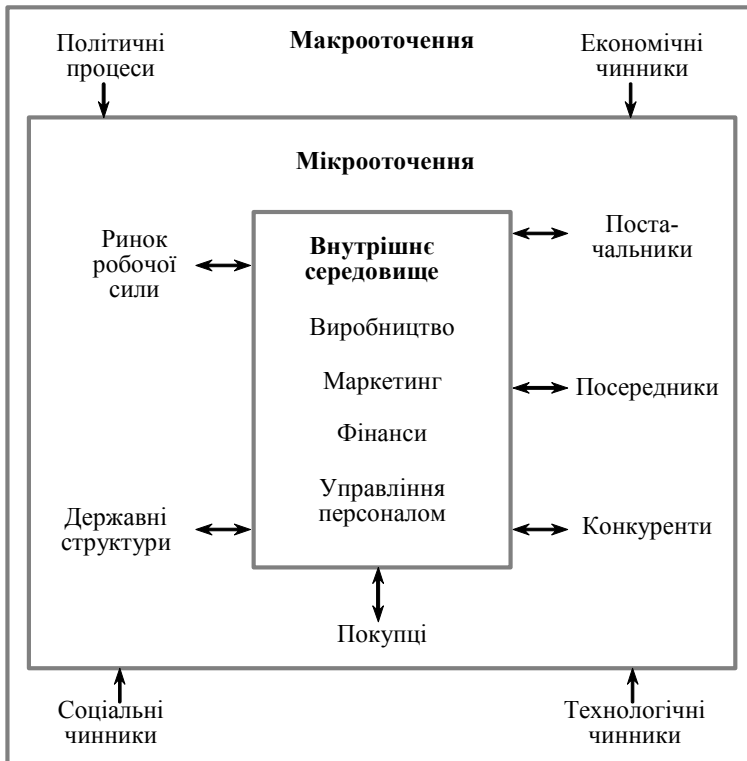 Політичні
процеси
Макрооточення
Економічні
чинники
Мікрооточення
Ринок
робочої
сили
Внутрішнє
середовище
Поста-
чальники
Виробництво
Маркетинг
Посередники
Фінанси
Управління
персоналом
Державні
структури
Конкуренти
Покупці
Соціальні
чинники
Технологічні
чинники